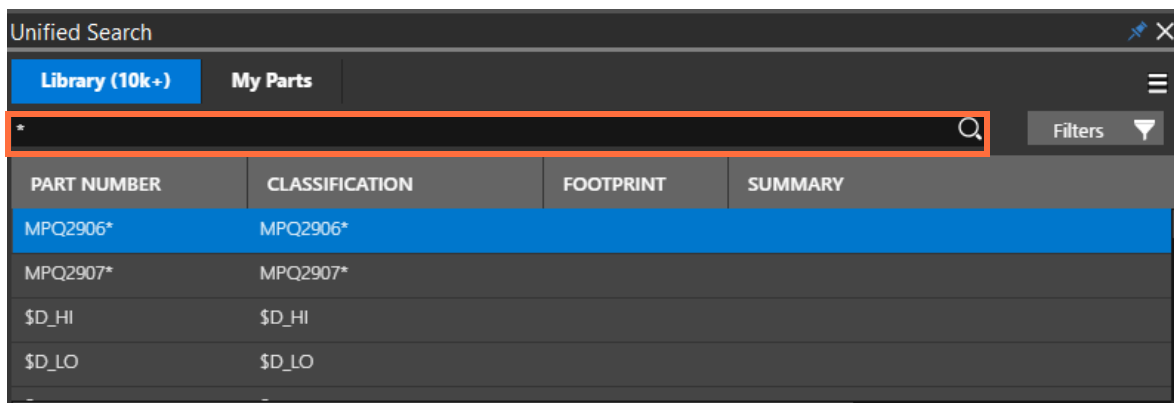 Unified Search
Library (10k+) My Parts
*
Filters
PART NUMBER CLASSIFICATION FOOTPRINT SUMMARY
MPQ2906* MPQ2906*
MPQ2907* MPQ2907*
$D_HI $D_HI
$D_LO $D_LO